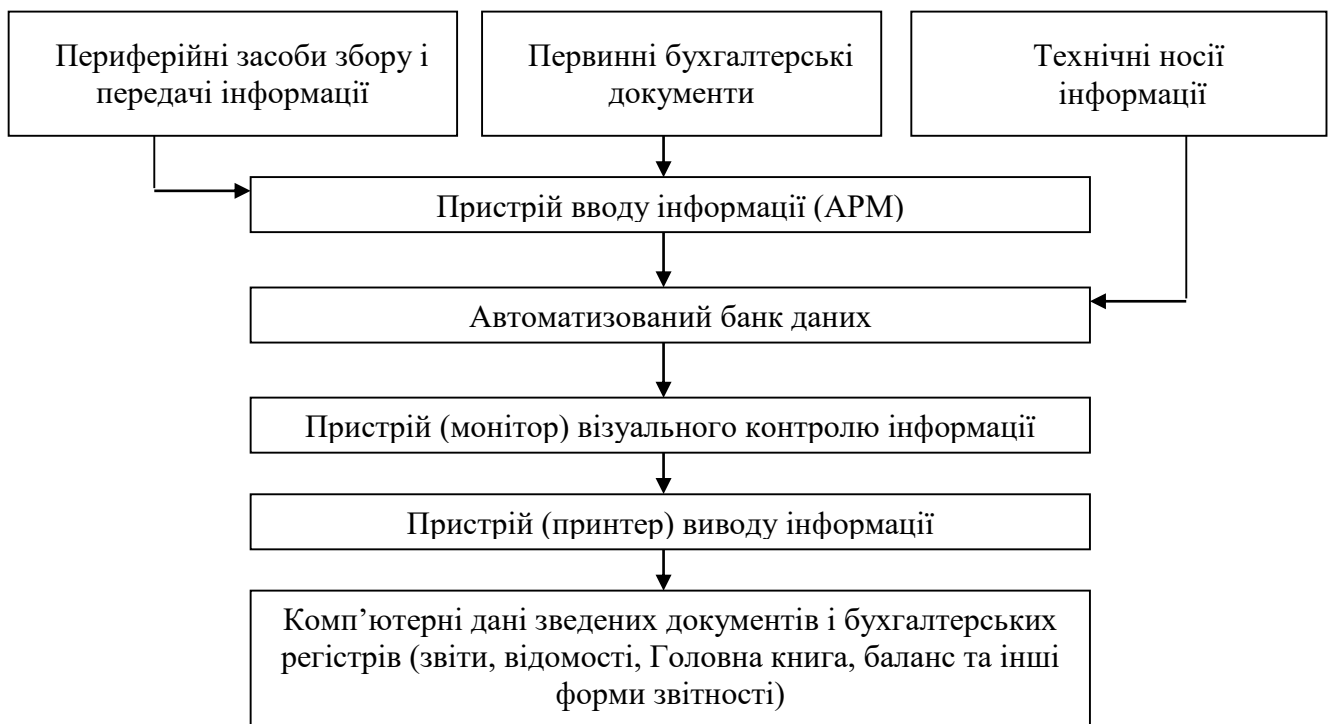 Периферійні засоби збору і
передачі інформації
Первинні бухгалтерські
документи
Технічні носії
інформації
Пристрій вводу інформації (АРМ)
Автоматизований банк даних
Пристрій (монітор) візуального контролю інформації
Пристрій (принтер) виводу інформації
Комп’ютерні дані зведених документів і бухгалтерських
регістрів (звіти, відомості, Головна книга, баланс та інші
форми звітності)